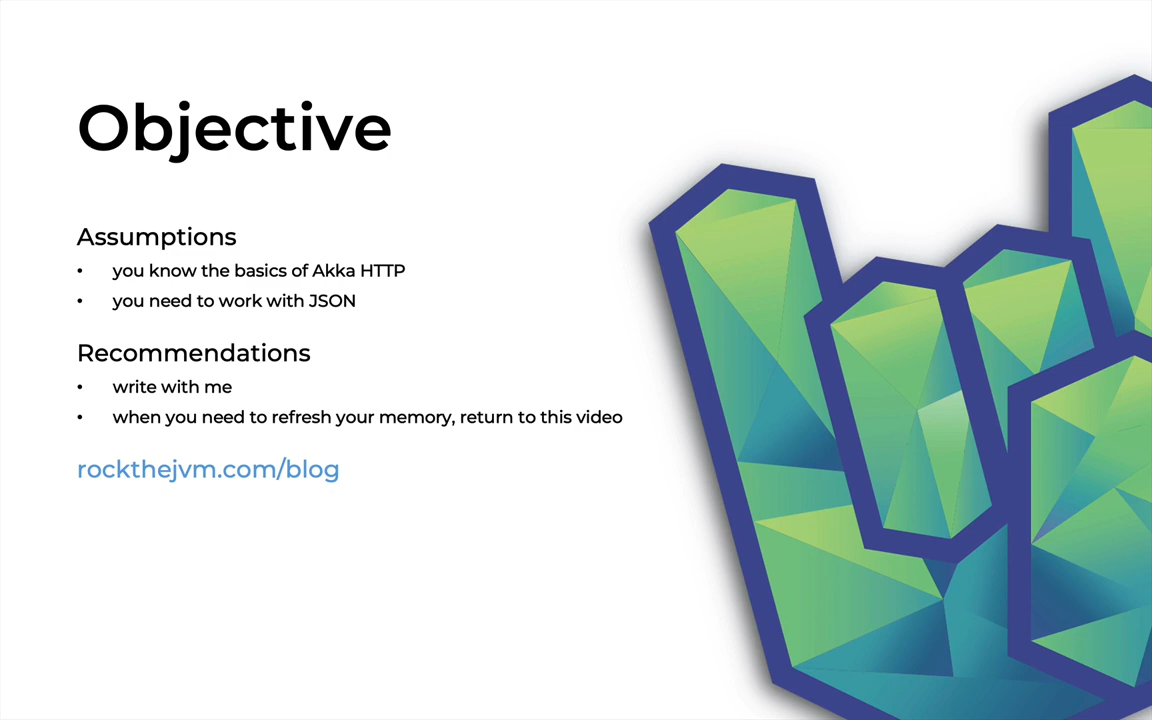 Objective
Assumptions
• you know the basics of Akka HTTP
• you need to work with JSON
Recommendations
• write with me
• when you need to refresh your memory, return to this video
rockthejvm.com/blog